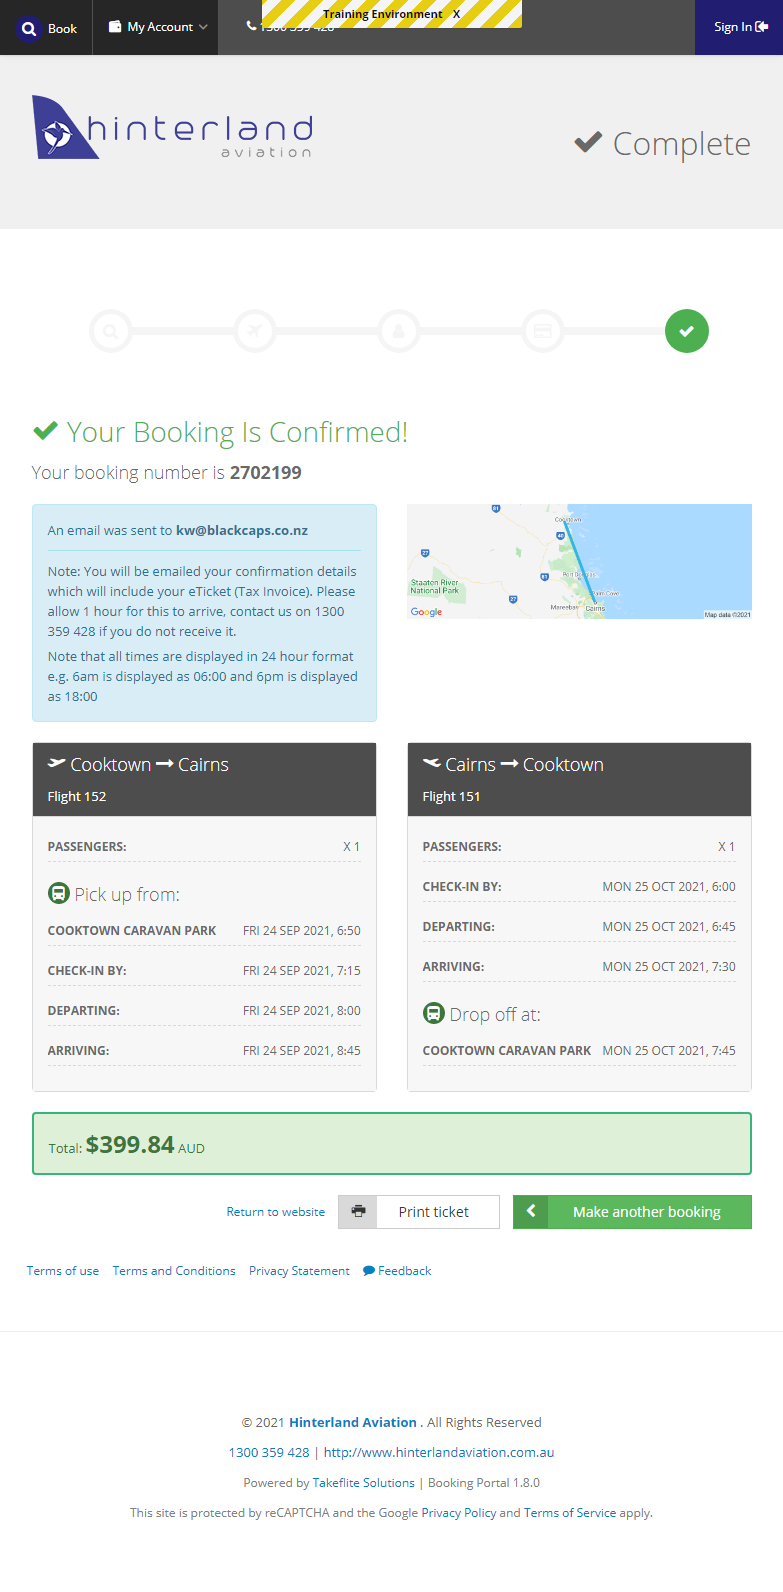 Training Environment X
Book
My Account
1300 359 428
Sign In
hinterland
aviation
Complete
Your Booking Is Confirmed!
Your booking number is 2702199
An email was sent to kw@blackcaps.co.nz
Note: You will be emailed your confirmation details
which will include your eTicket (Tax Invoice). Please
allow 1 hour for this to arrive, contact us on 1300
359 428 if you do not receive it.
Note that all times are displayed in 24 hour format
e.g. 6am is displayed as 06:00 and 6pm is displayed
as 18:00
81
Cooktown
40
27
Port Douglas
81
Staaten River
National Park
27
Palm Cove
Mareeba
Cairns
Google
Map data ©2021
Cooktown → Cairns
Flight 152
PASSENGERS: X 1
Pick up from:
COOKTOWN CARAVAN PARK FRI 24 SEP 2021, 6:50
CHECK-IN BY: FRI 24 SEP 2021, 7:15
DEPARTING: FRI 24 SEP 2021, 8:00
ARRIVING: FRI 24 SEP 2021, 8:45
Cairns → Cooktown
Flight 151
PASSENGERS: X 1
CHECK-IN BY: MON 25 OCT 2021, 6:00
DEPARTING: MON 25 OCT 2021, 6:45
ARRIVING: MON 25 OCT 2021, 7:30
Drop off at:
COOKTOWN CARAVAN PARK MON 25 OCT 2021, 7:45
Total: $399.84 AUD
Return to website
Print ticket
Make another booking
Terms of use Terms and Conditions Privacy Statement Feedback
© 2021 Hinterland Aviation . All Rights Reserved
1300 359 428 | http://www.hinterlandaviation.com.au
Powered by Takeflite Solutions | Booking Portal 1.8.0
This site is protected by reCAPTCHA and the Google Privacy Policy and Terms of Service apply.